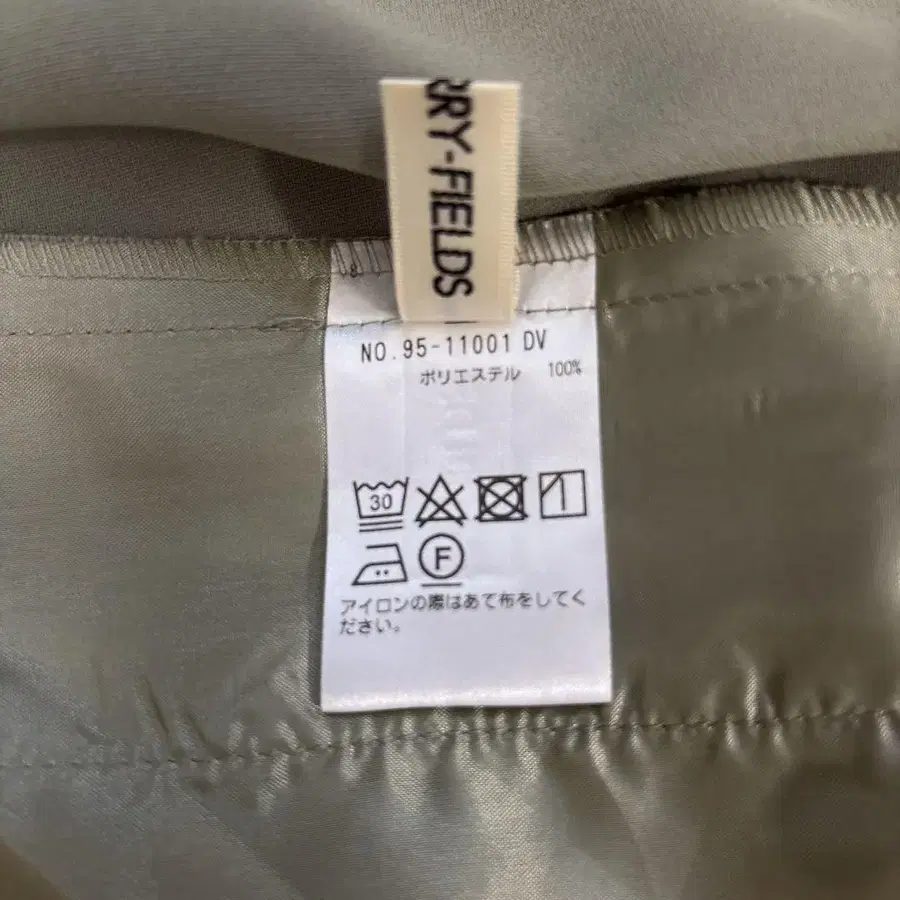 RRY-FIELDS
NO.95-11001 DV
ポリエステル 100%
30
F
アイロンの際はあて布をしてく
ださい。